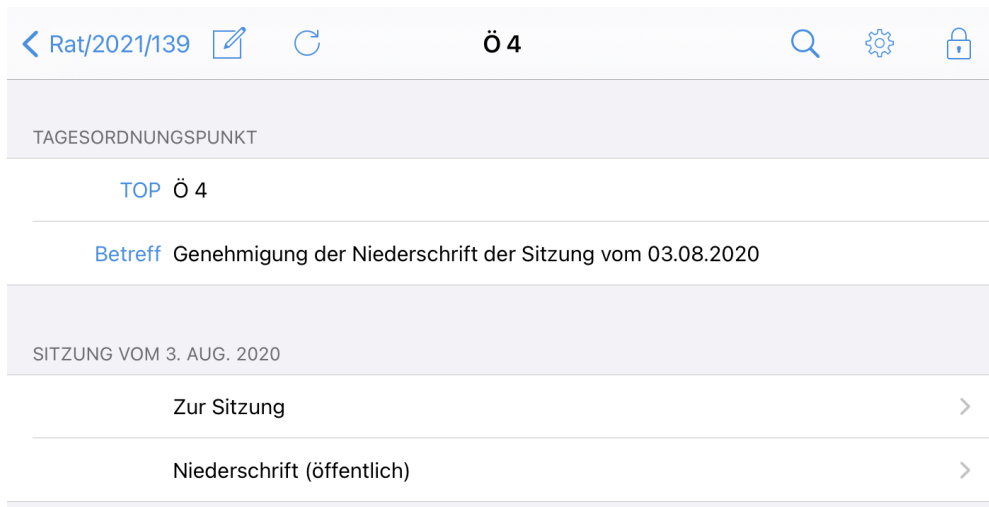 Rat/2021/139
Ö 4
TAGESORDNUNGSPUNKT
TOP Ö 4
Betreff Genehmigung der Niederschrift der Sitzung vom 03.08.2020
SITZUNG VOM 3. AUG. 2020
Zur Sitzung
Niederschrift (öffentlich)